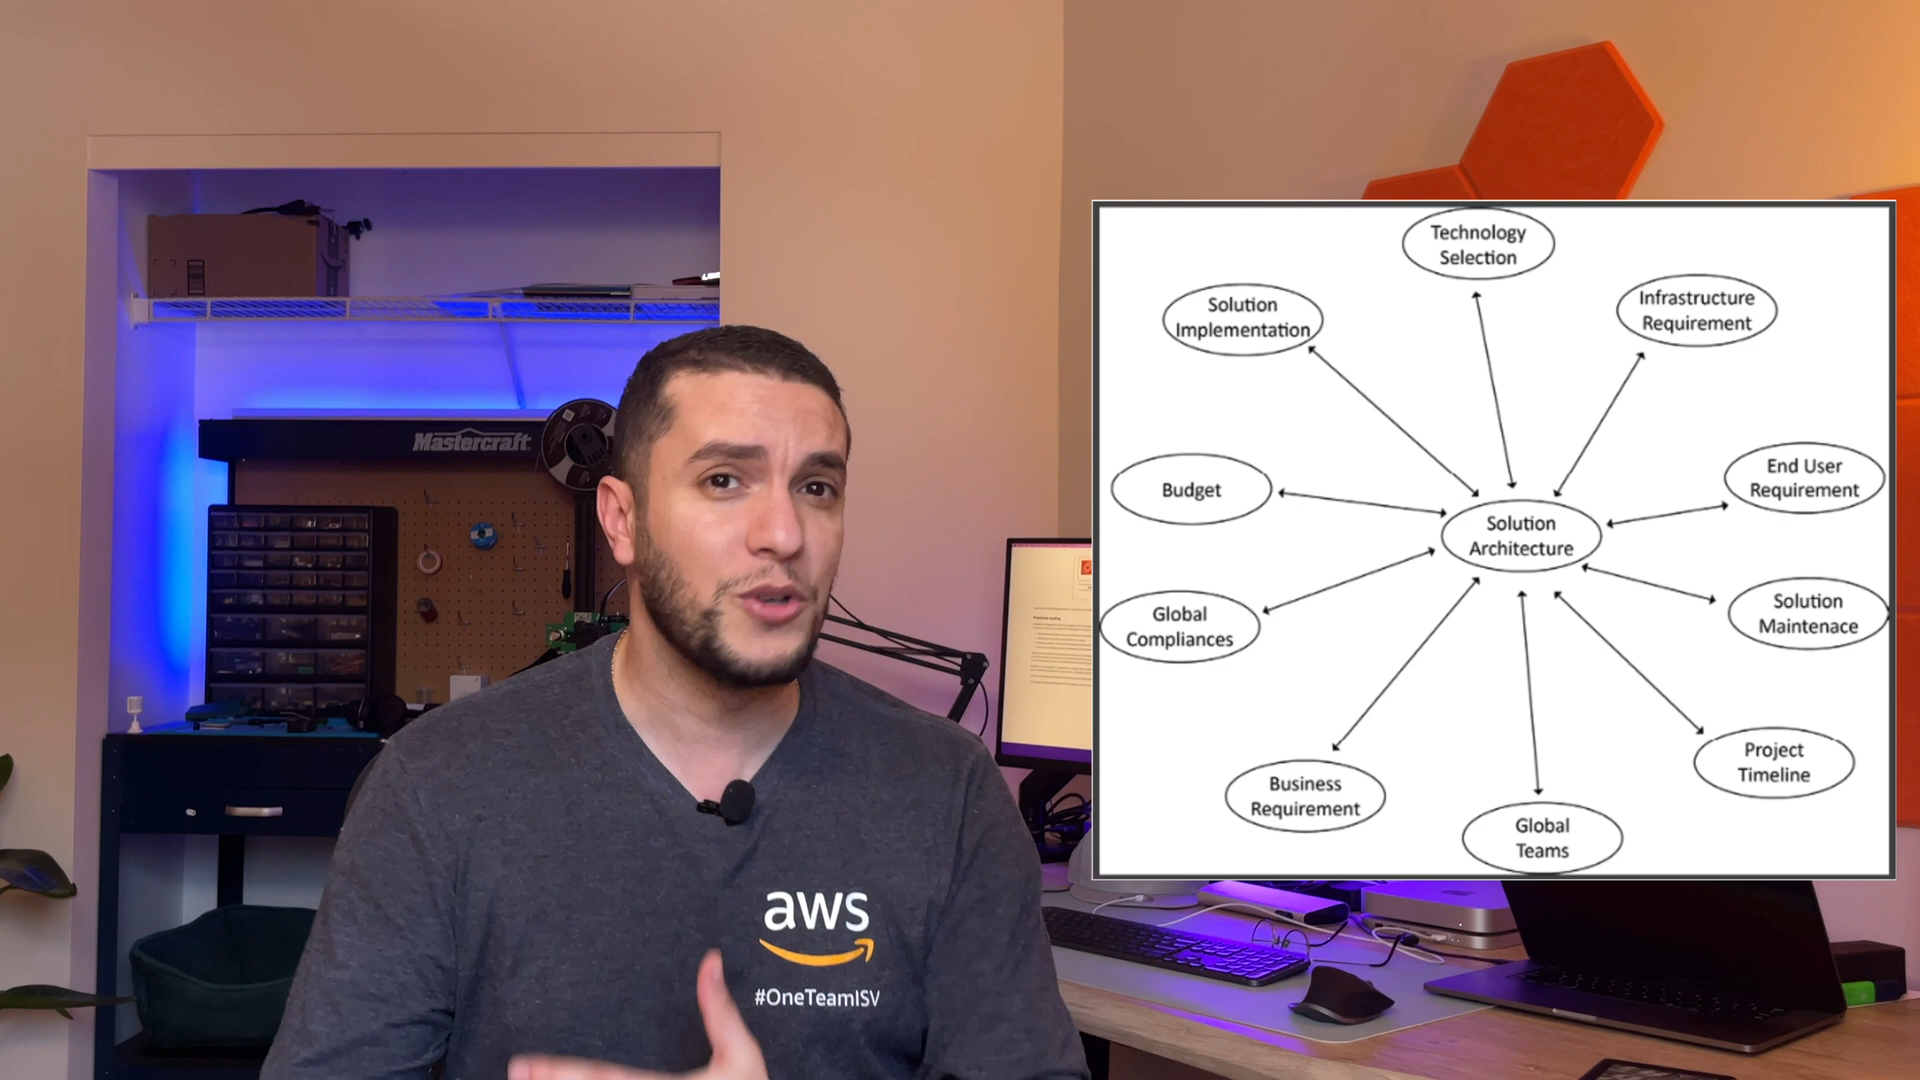 Mastercraft
aws
#OneTeamISV
Technology
Selection
Solution
Implementation
Infrastructure
Requirement
Budget
End User
Requirement
Solution
Architecture
Global
Compliances
Solution
Maintenace
Business
Requirement
Project
Timeline
Global
Teams